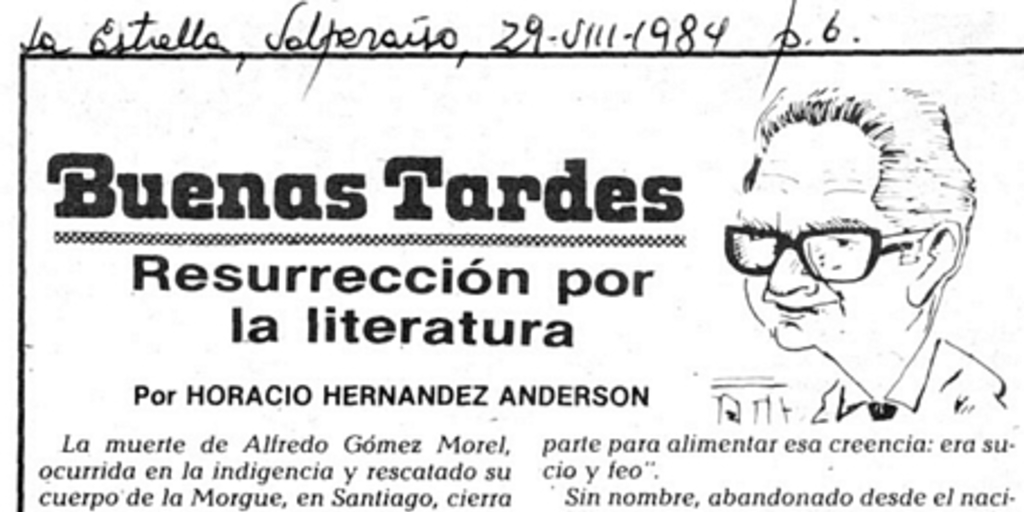 La Estrella, Valparaíso, 29-VIII-1984 p. 6.
Buenas Tardes
Resurrección por
la literatura
Por HORACIO HERNANDEZ ANDERSON
La muerte de Alfredo Gómez Morel,
ocurrida en la indigencia y rescatado su
cuerpo de la Morgue, en Santiago, cierra
parte para alimentar esa creencia: era su-
cio y feo".
Sin nombre, abandonado desde el naci-